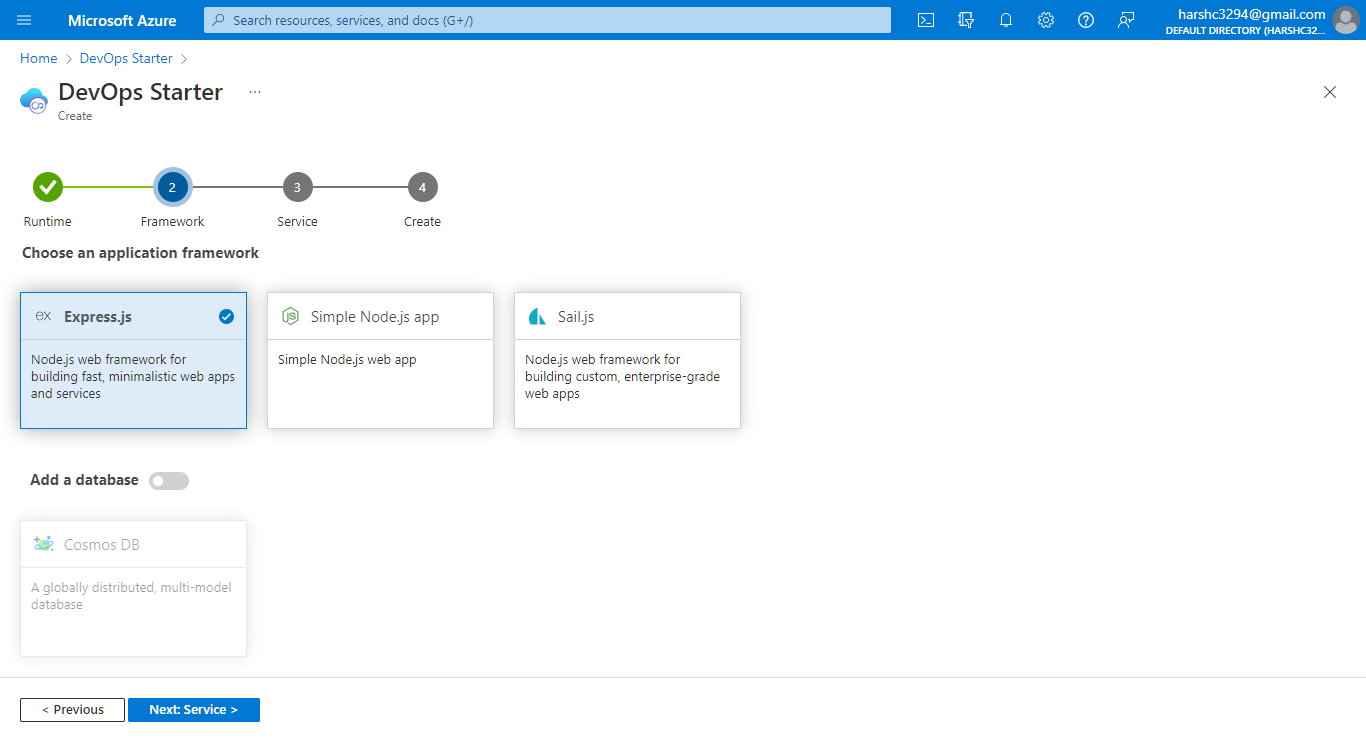 Microsoft Azure
Search resources, services, and docs (G+/)
harshc3294@gmail.com
DEFAULT DIRECTORY (HARSHC32...
Home > DevOps Starter >
DevOps Starter ...
Create
2 3 4
Runtime Framework Service Create
Choose an application framework
ex Express.js
Node.js web framework for
building fast, minimalistic web apps
and services
JS Simple Node.js app
Simple Node.js web app
Sail.js
Node.js web framework for
building custom, enterprise-grade
web apps
Add a database
Cosmos DB
A globally distributed, multi-model
database
< Previous
Next: Service >